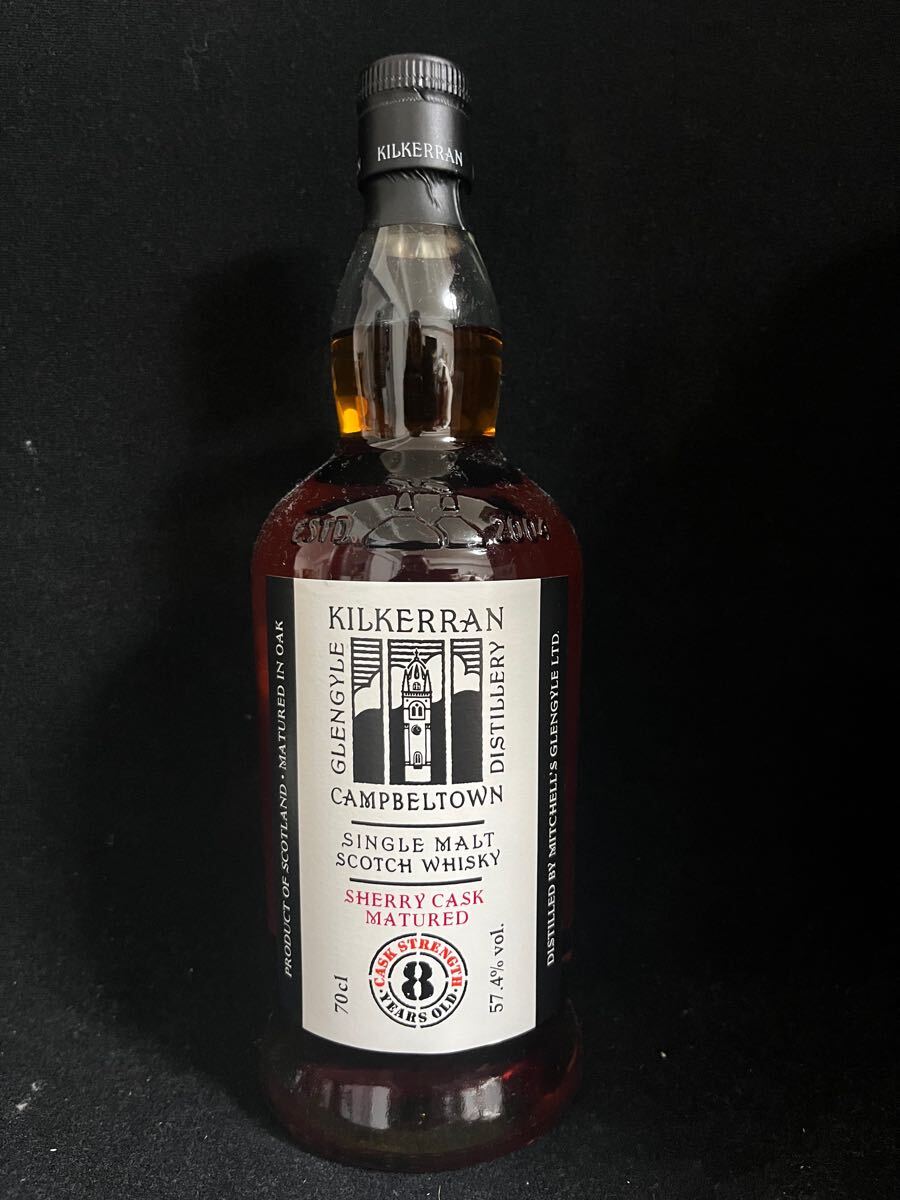 KILKERRAN
ESTD. 2004
KILKERRAN
GLENGYLE
DISTILLERY
CAMPBELTOWN
SINGLE MALT
SCOTCH WHISKY
SHERRY CASK
MATURED
·CASK STRENGTH·
8
YEARS OLD
70cl
57.4% vol.
PRODUCT OF SCOTLAND · MATURED IN OAK
DISTILLED BY MITCHELL'S GLENGYLE LTD.